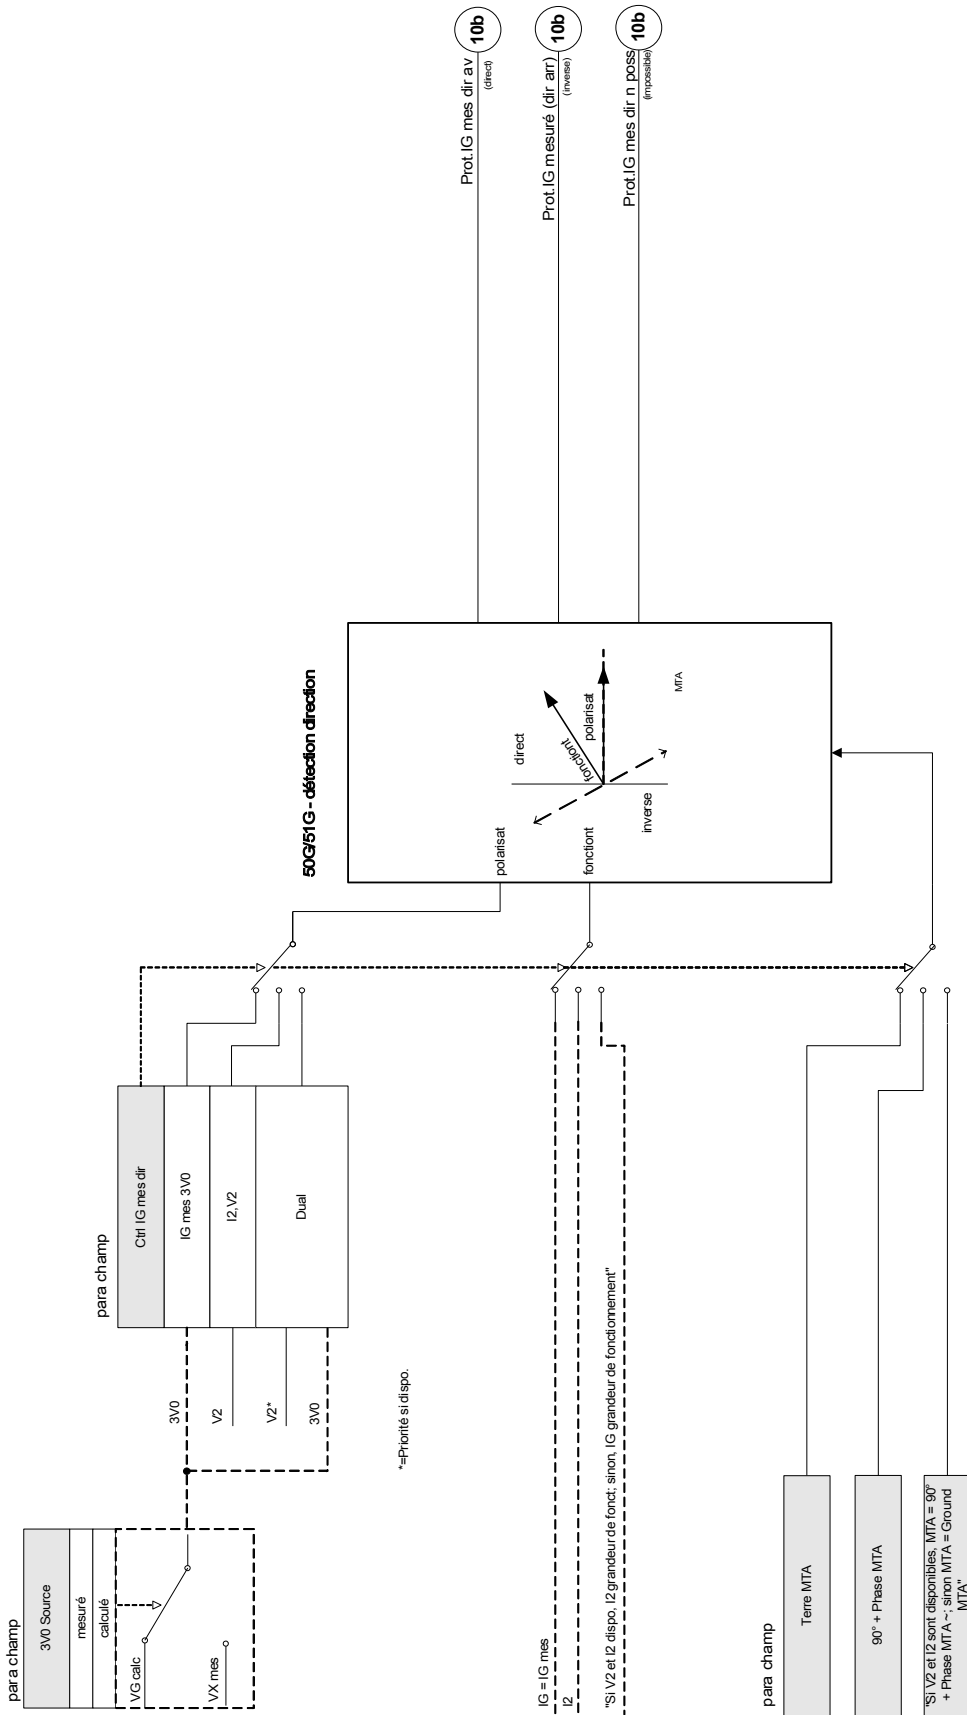 para champ
3V0 Source
mesuré
calculé
VG calc
VX mes
para champ
Ctrl IG mes dir
IG mes 3V0
I2,V2
Dual
3V0
V2
V2*
3V0
*=Priorité si dispo.
IG = IG mes
I2
"Si V2 et I2 dispo, I2grandeur de fonct; sinon, IG grandeur de fonctionnement"
para champ
Terre MTA
90° + Phase MTA
"Si V2 et I2 sont disponibles, MTA = 90°
+ Phase MTA ~; sinon MTA = Ground
MTA"
50G/51G - détection direction
polarisat
fonctiont
direct
inverse
fonctiont
polarisat
MTA
Prot.IG mes dir av
(direct)
10b
Prot.IG mesuré (dir arr)
(inverse)
10b
Prot.IG mes dir n poss
(impossible)
10b